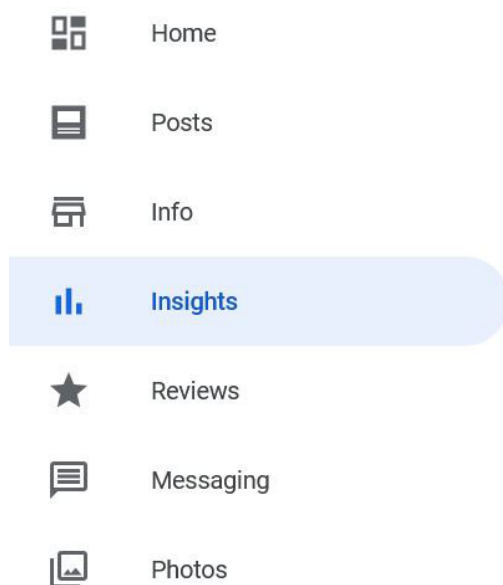 Home
Posts
Info
Insights
Reviews
Messaging
Photos